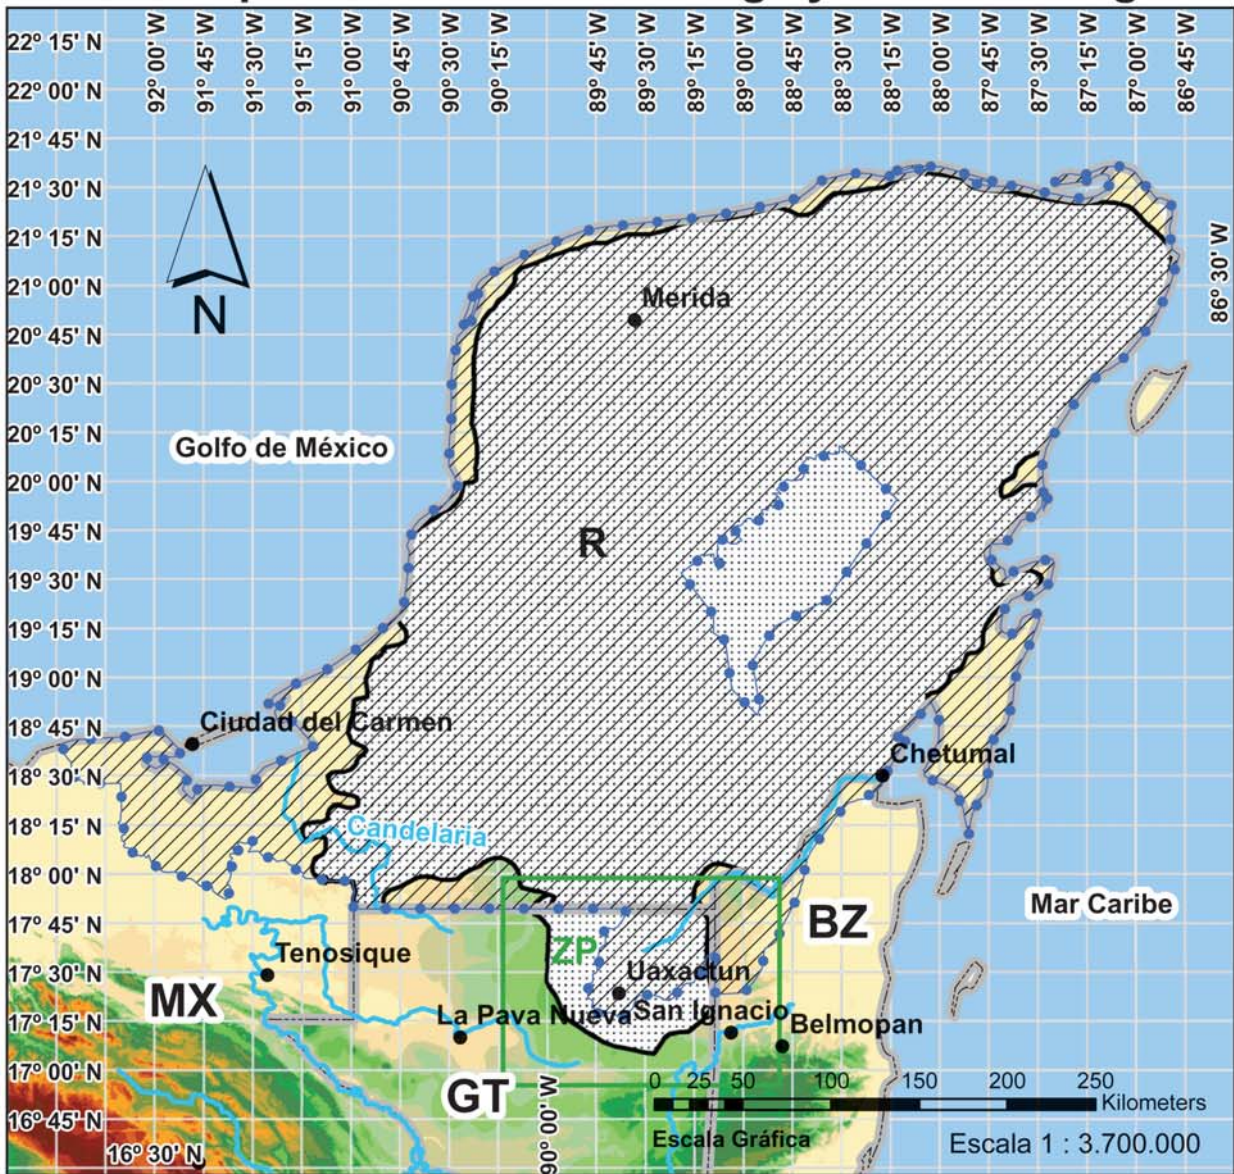 92º 00' W
91º 45' W
91º 30' W
91º 15' W
91º 00' W
90º 45' W
90º 30' W
90º 15' W
89º 45' W
89º 30' W
89º 15' W
89º 00' W
88º 45' W
88º 30' W
88º 15' W
88º 00' W
87º 45' W
87º 30' W
87º 15' W
87º 00' W
86º 45' W
86º 30' W
22º 15' N
22º 00' N
21º 45' N
21º 30' N
21º 15' N
21º 00' N
20º 45' N
20º 30' N
20º 15' N
20º 00' N
19º 45' N
19º 30' N
19º 15' N
19º 00' N
18º 45' N
18º 30' N
18º 15' N
18º 00' N
17º 45' N
17º 30' N
17º 15' N
17º 00' N
16º 45' N
16º 30' N
N
Merida
Golfo de México
R
Ciudad del Carmen
Chetumal
Candelaria
Mar Caribe
BZ
ZP
Tenosique
Uaxactun
MX
La Pava Nueva
San Ignacio
Belmopan
GT
90º 00' W
0 25 50 100 150 200 250
Kilometers
Escala Gráfica
Escala 1 : 3.700.000